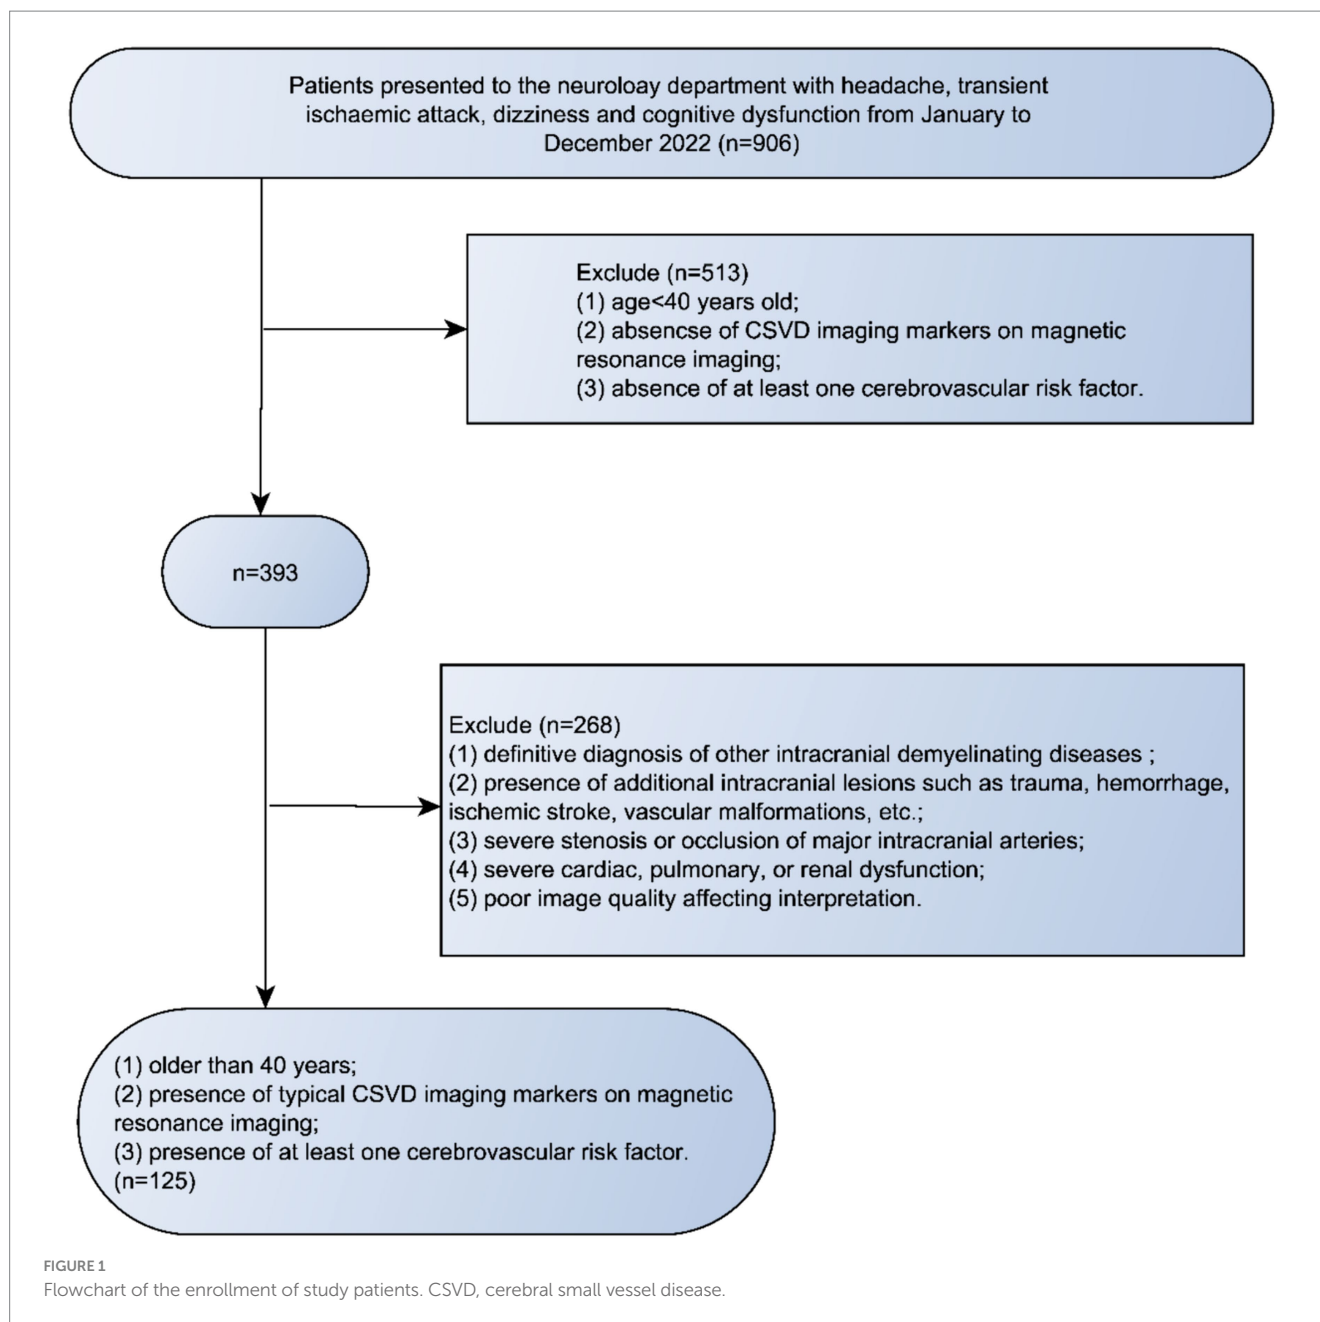 Patients presented to the neuroloay department with headache, transient
ischaemic attack, dizziness and cognitive dysfunction from January to
December 2022 (n=906)
Exclude (n=513)
(1) age<40 years old;
(2) absencse of CSVD imaging markers on magnetic
resonance imaging;
(3) absence of at least one cerebrovascular risk factor.
n=393
Exclude (n=268)
(1) definitive diagnosis of other intracranial demyelinating diseases ;
(2) presence of additional intracranial lesions such as trauma, hemorrhage,
ischemic stroke, vascular malformations, etc.;
(3) severe stenosis or occlusion of major intracranial arteries;
(4) severe cardiac, pulmonary, or renal dysfunction;
(5) poor image quality affecting interpretation.
(1) older than 40 years;
(2) presence of typical CSVD imaging markers on magnetic
resonance imaging;
(3) presence of at least one cerebrovascular risk factor.
(n=125)
FIGURE 1
Flowchart of the enrollment of study patients. CSVD, cerebral small vessel disease.